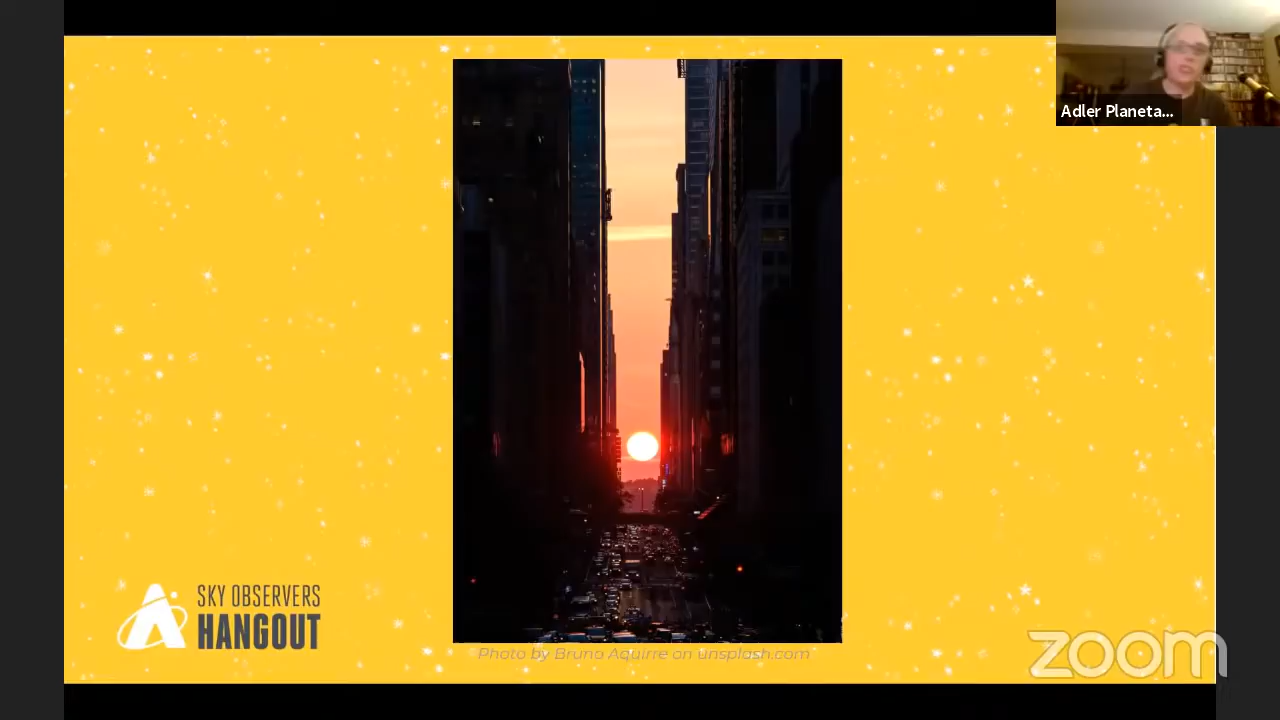 Adler Planeta...
SKY OBSERVERS
HANGOUT
Photo by Bruno Aguirre on unsplash.com
zoom